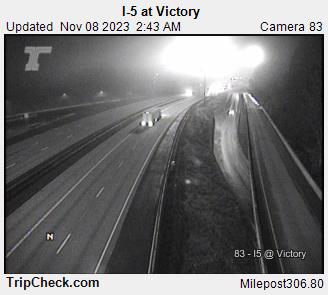 I-5 at Victory
Updated Nov 08 2023 2:43 AM Camera 83
N
83 - I5 @ Victory
TripCheck.com Milepost306.80